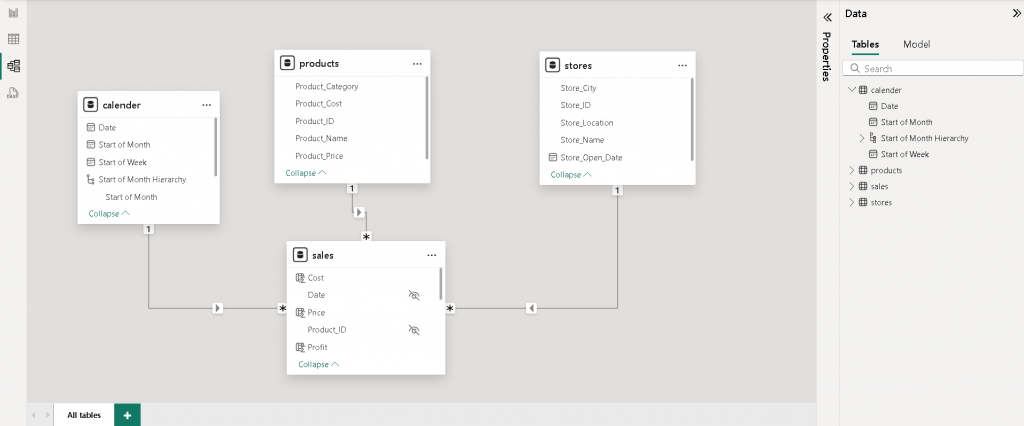 products
Product_Category
Product_Cost
Product_ID
Product_Name
Product_Price
Collapse
1
stores
Store_City
Store_ID
Store_Location
Store_Name
Store_Open_Date
Collapse
1
calender
Date
Start of Month
Start of Week
Start of Month Hierarchy
Start of Month
Collapse
1
*
sales
Cost
Date
Price
Product_ID
Profit
Collapse
*
*
All tables
+
Properties
Data
Tables Model
Search
calender
Date
Start of Month
Start of Month Hierarchy
Start of Week
products
sales
stores